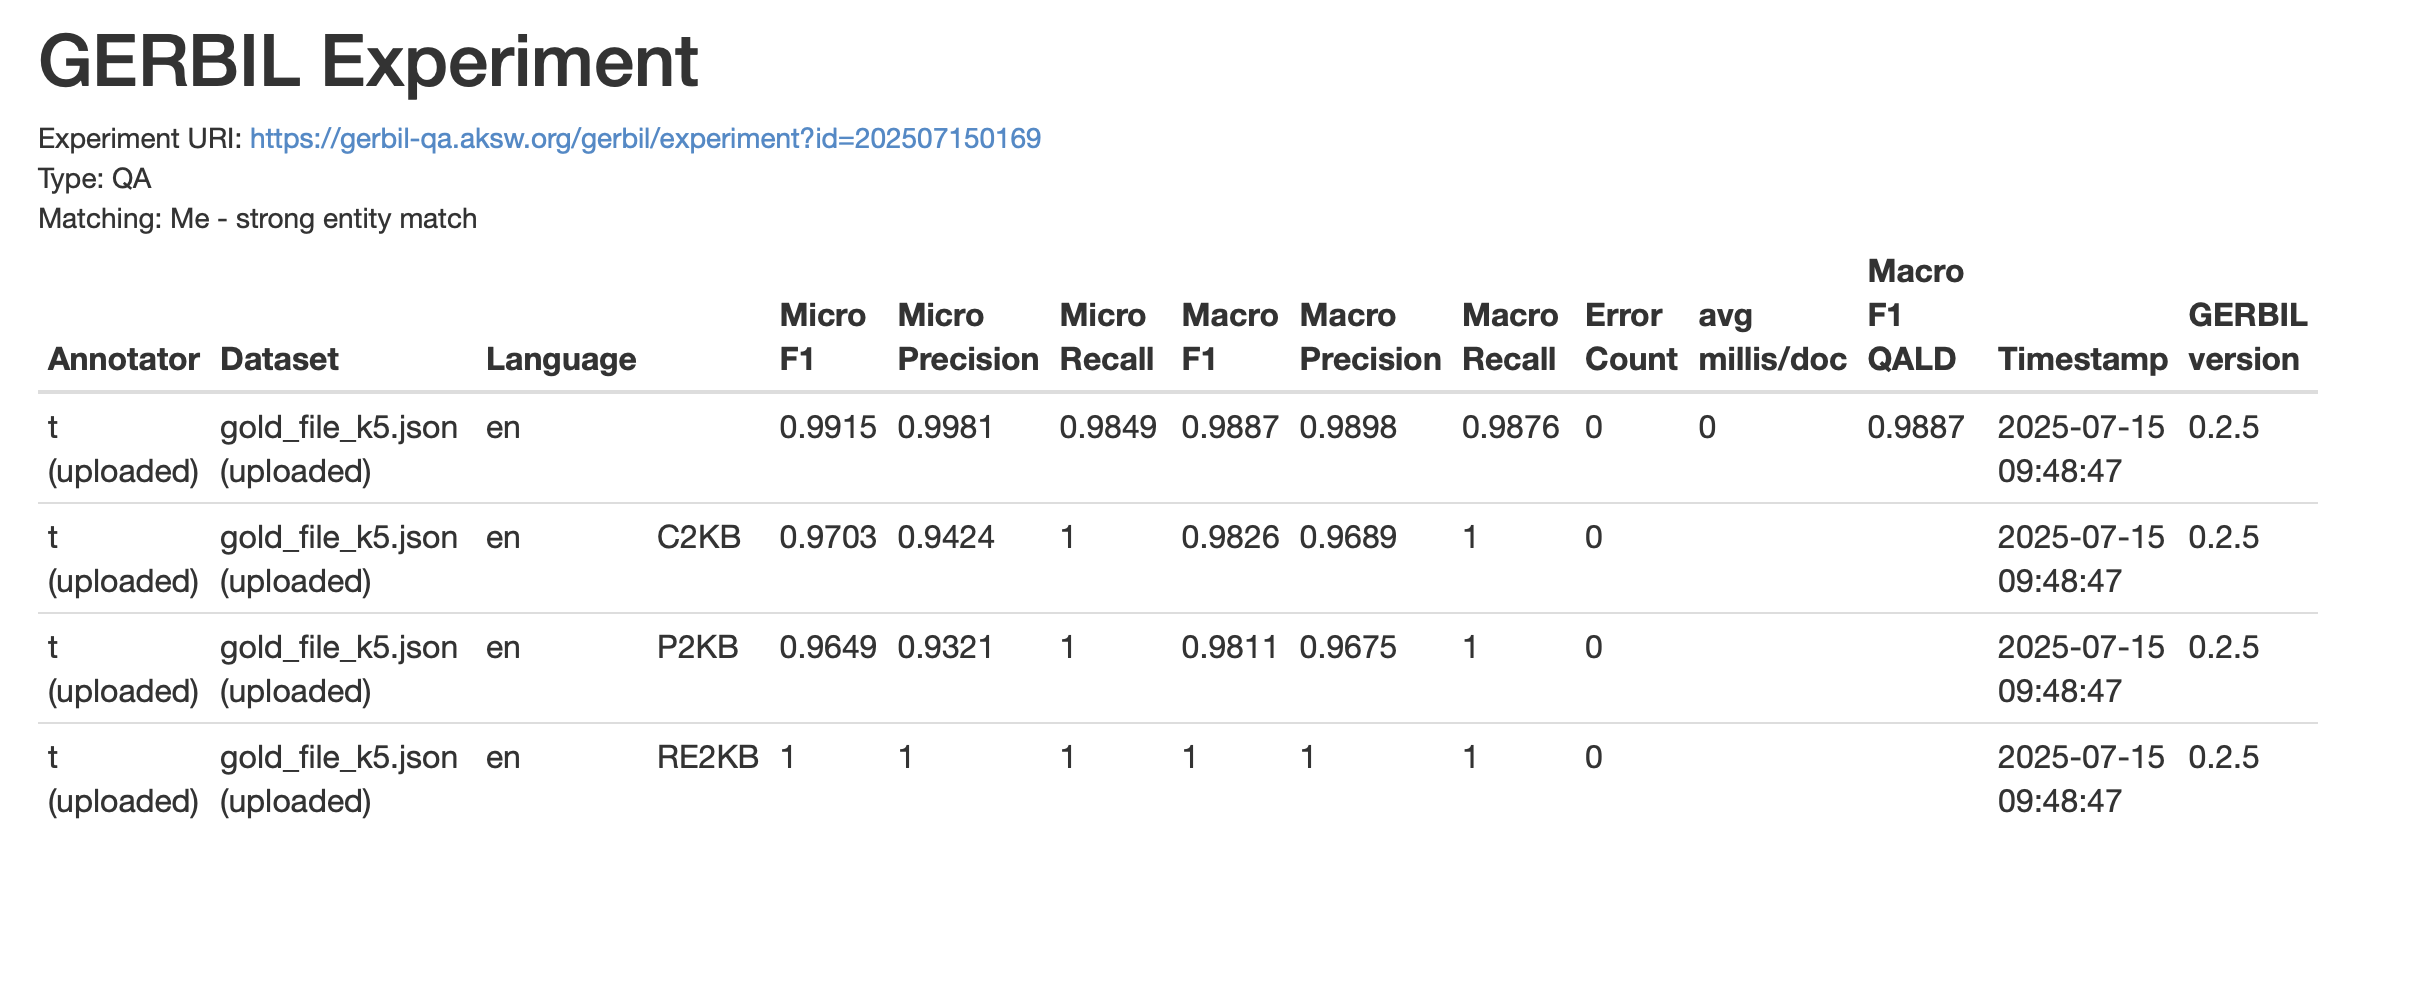 GERBIL Experiment
Experiment URI: https://gerbil-qa.aksw.org/gerbil/experiment?id=202507150169
Type: QA
Matching: Me - strong entity match
Annotator Dataset Language Micro F1 Micro Precision Micro Recall Macro F1 Macro Precision Macro Recall Error Count avg millis/doc Macro F1 QALD Timestamp GERBIL version
t (uploaded) gold_file_k5.json (uploaded) en 0.9915 0.9981 0.9849 0.9887 0.9898 0.9876 0 0 0.9887 2025-07-15 09:48:47 0.2.5
t (uploaded) gold_file_k5.json (uploaded) en C2KB 0.9703 0.9424 1 0.9826 0.9689 1 0 2025-07-15 09:48:47 0.2.5
t (uploaded) gold_file_k5.json (uploaded) en P2KB 0.9649 0.9321 1 0.9811 0.9675 1 0 2025-07-15 09:48:47 0.2.5
t (uploaded) gold_file_k5.json (uploaded) en RE2KB 1 1 1 1 1 1 0 2025-07-15 09:48:47 0.2.5